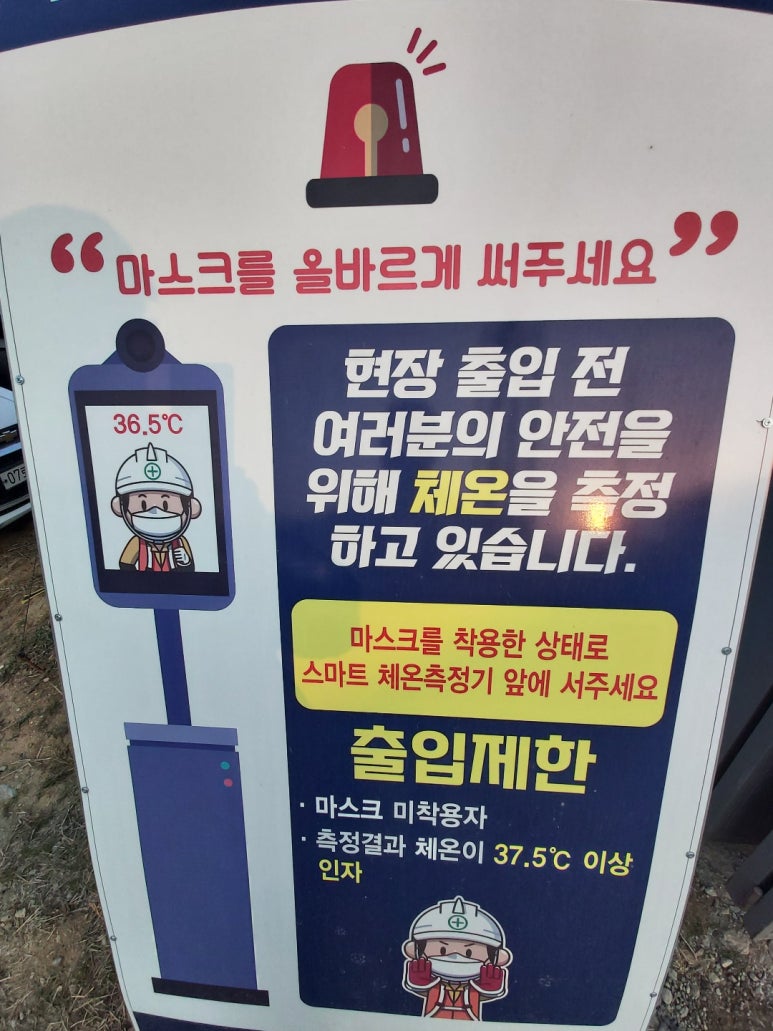 "마스크를 올바르게 써주세요"
36.5℃
현장 출입 전
여러분의 안전을
위해 체온을 측정
하고 있습니다.
마스크를 착용한 상태로
스마트 체온측정기 앞에 서주세요
출입제한
· 마스크 미착용자
· 측정결과 체온이 37.5℃ 이상
인자